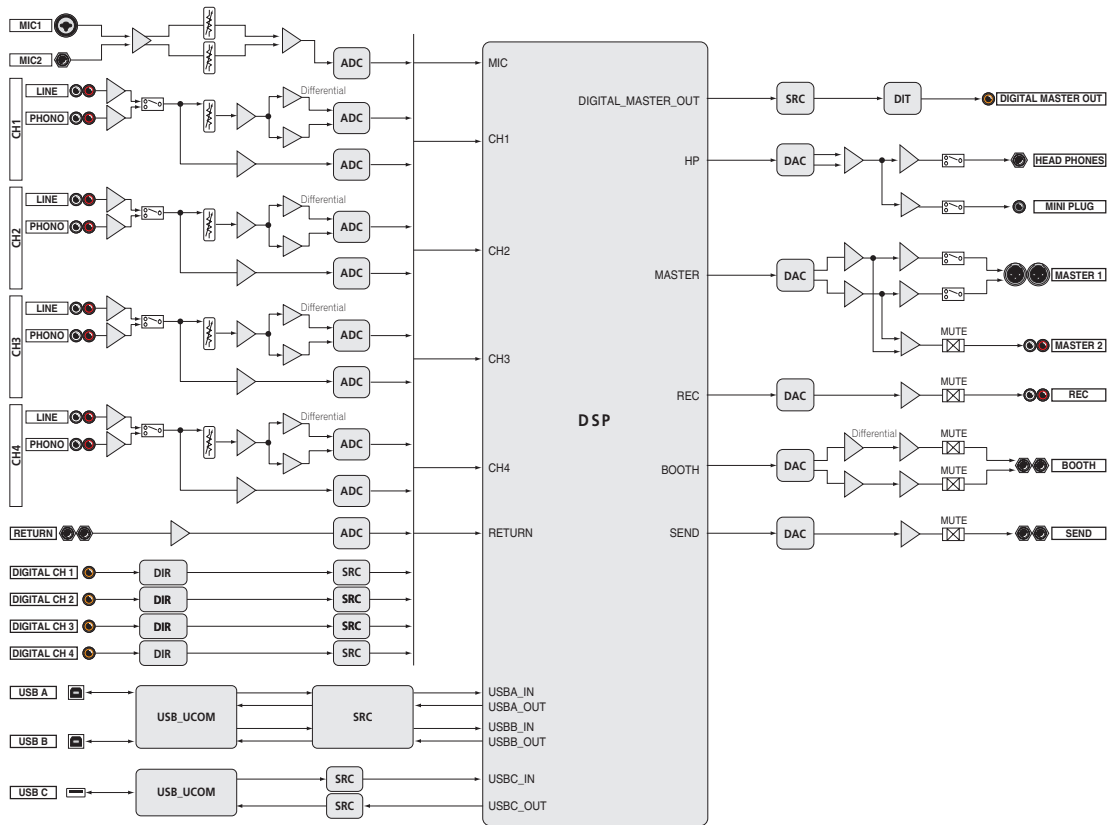 MIC1
MIC2
ADC
MIC
CH1
LINE
PHONO
Differential
ADC
ADC
CH1
CH2
LINE
PHONO
Differential
ADC
ADC
CH2
CH3
LINE
PHONO
Differential
ADC
ADC
CH3
CH4
LINE
PHONO
Differential
ADC
ADC
CH4
RETURN
ADC
RETURN
DIGITAL CH 1
DIR
SRC
DIGITAL CH 2
DIR
SRC
DIGITAL CH 3
DIR
SRC
DIGITAL CH 4
DIR
SRC
USB A
USB B
USB_UCOM
SRC
USBA_IN
USBA_OUT
USBB_IN
USBB_OUT
USB C
USB_UCOM
SRC
SRC
USBC_IN
USBC_OUT
DSP
DIGITAL_MASTER_OUT
SRC
DIT
DIGITAL MASTER OUT
HP
DAC
HEAD PHONES
MINI PLUG
MASTER
DAC
MASTER 1
MUTE
MASTER 2
REC
DAC
MUTE
REC
BOOTH
DAC
Differential
MUTE
MUTE
BOOTH
SEND
DAC
MUTE
SEND